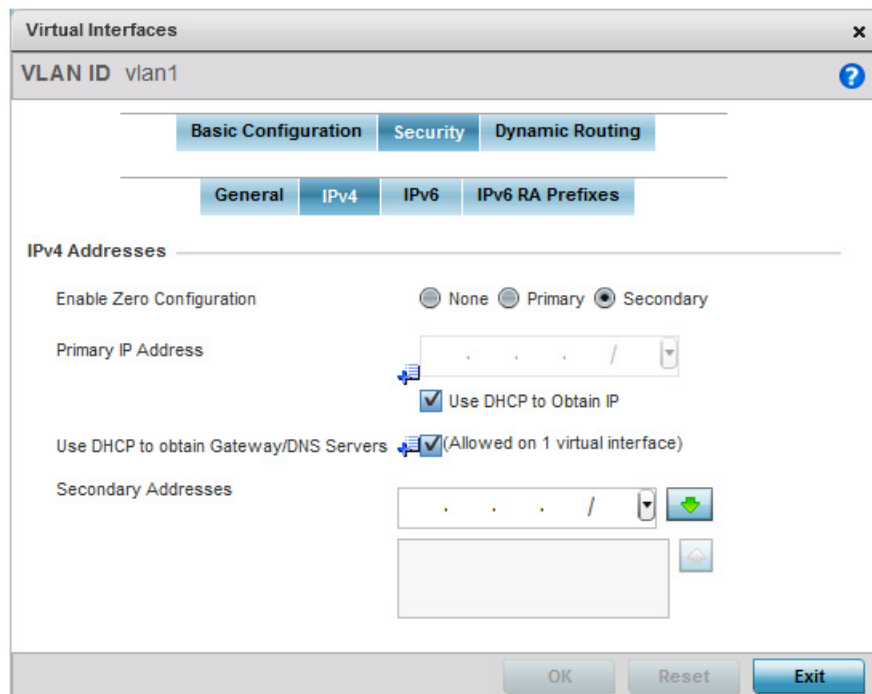 Virtual Interfaces x
VLAN ID vlan1 ?
Basic Configuration Security Dynamic Routing
General IPv4 IPv6 IPv6 RA Prefixes
IPv4 Addresses
Enable Zero Configuration None Primary Secondary
Primary IP Address . . . /
Use DHCP to Obtain IP
Use DHCP to obtain Gateway/DNS Servers (Allowed on 1 virtual interface)
Secondary Addresses . . . /
OK Reset Exit